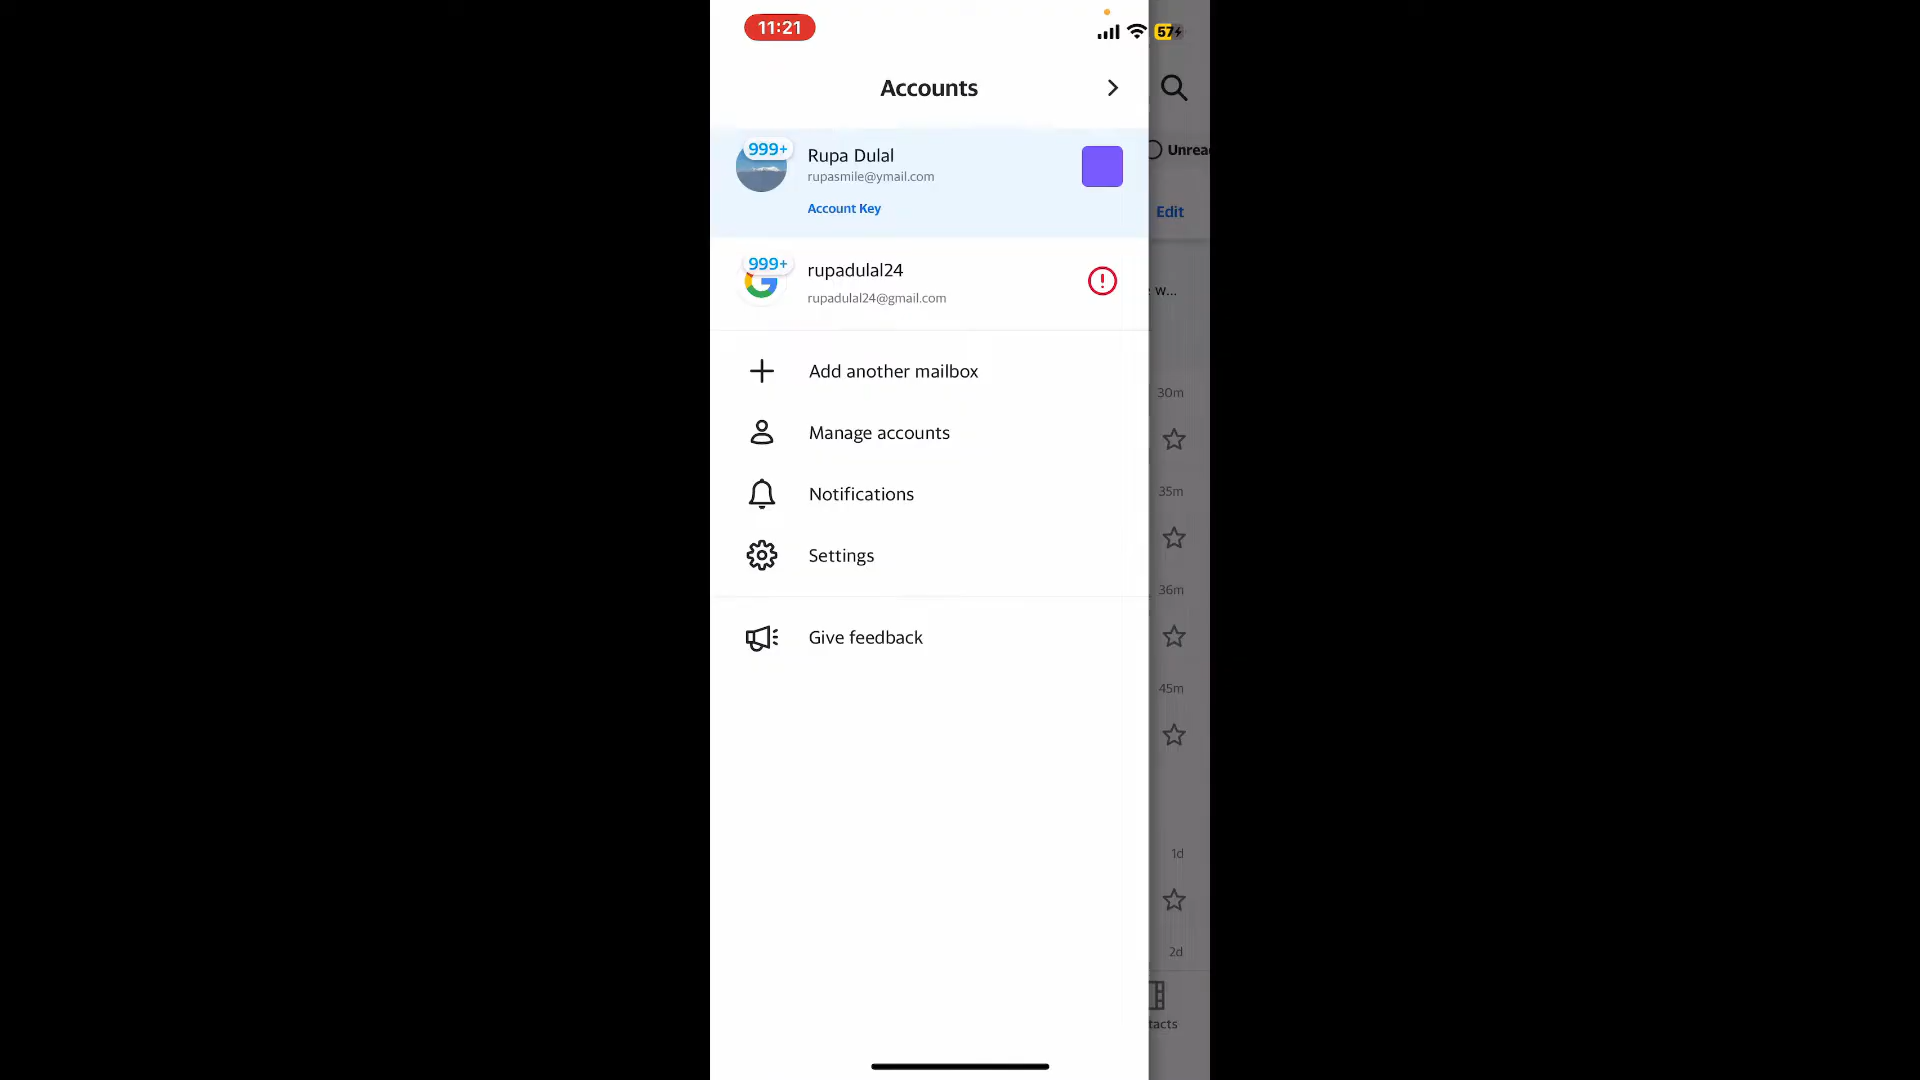 11:21
57
Accounts
999+
Rupa Dulal
rupasmile@ymail.com
Account Key
Unrea
Edit
999+
rupadulal24
rupadulal24@gmail.com
w...
Add another mailbox
30m
Manage accounts
35m
Notifications
Settings
36m
Give feedback
45m
1d
2d
tacts